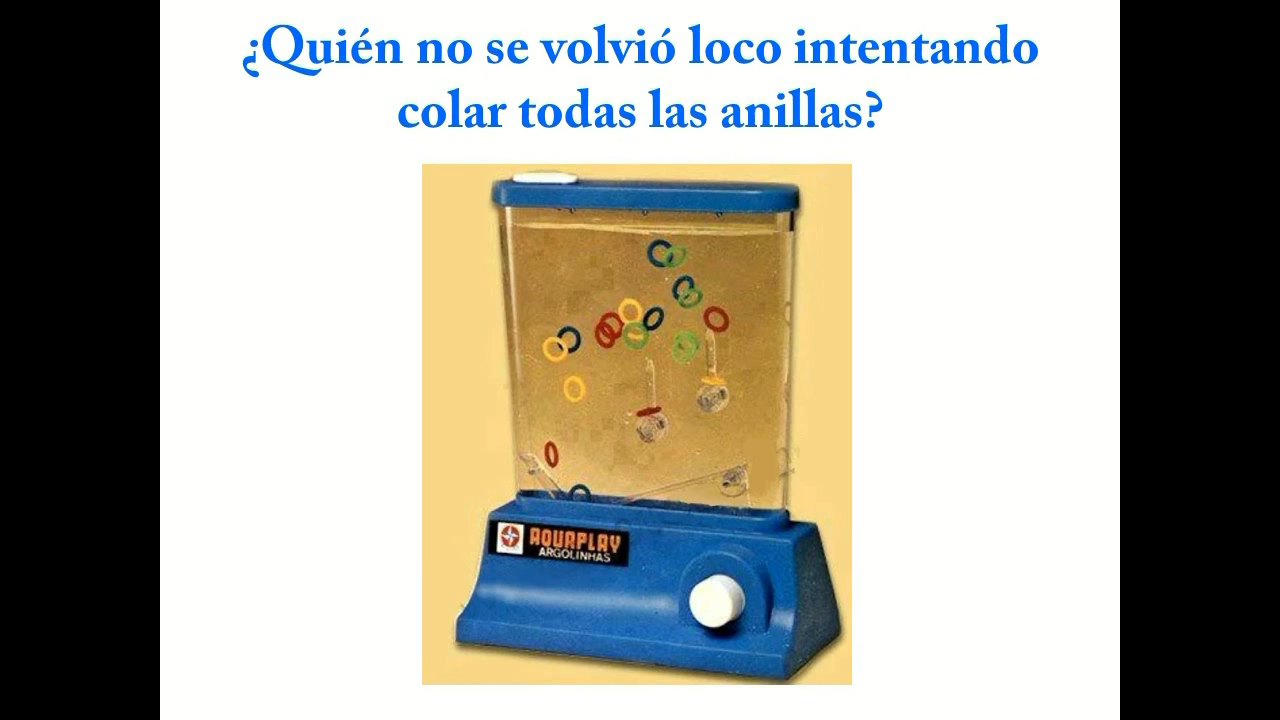 ¿Quién no se volvió loco intentando
colar todas las anillas?
AQUAPLAY
ARGOLINHAS